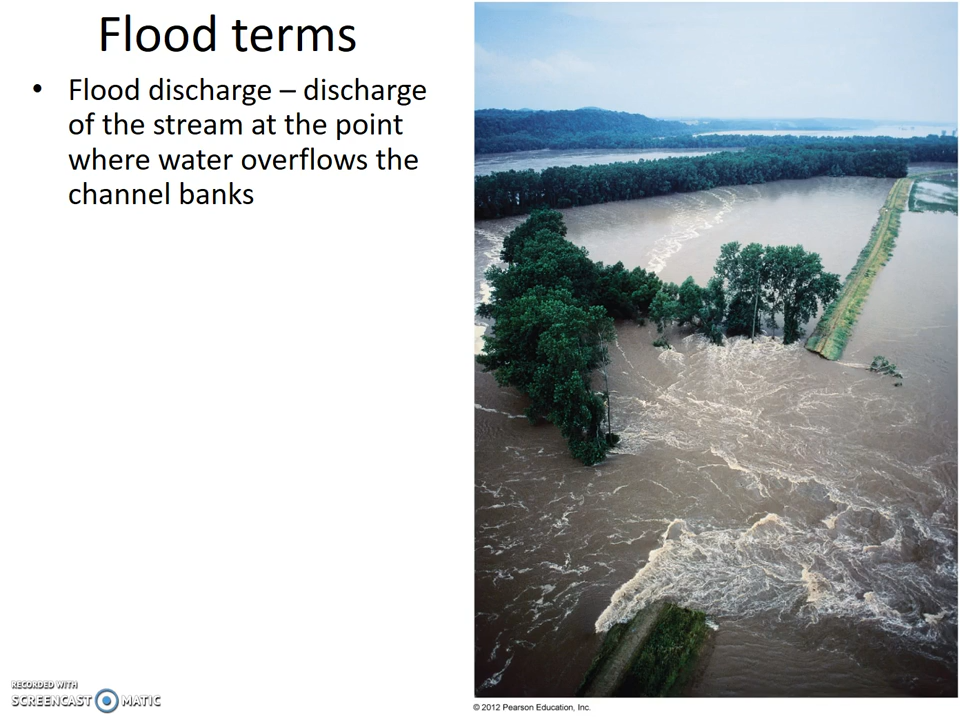 Flood terms
• Flood discharge – discharge
of the stream at the point
where water overflows the
channel banks
RECORDED WITH
SCREENCAST MATIC
© 2012 Pearson Education, Inc.